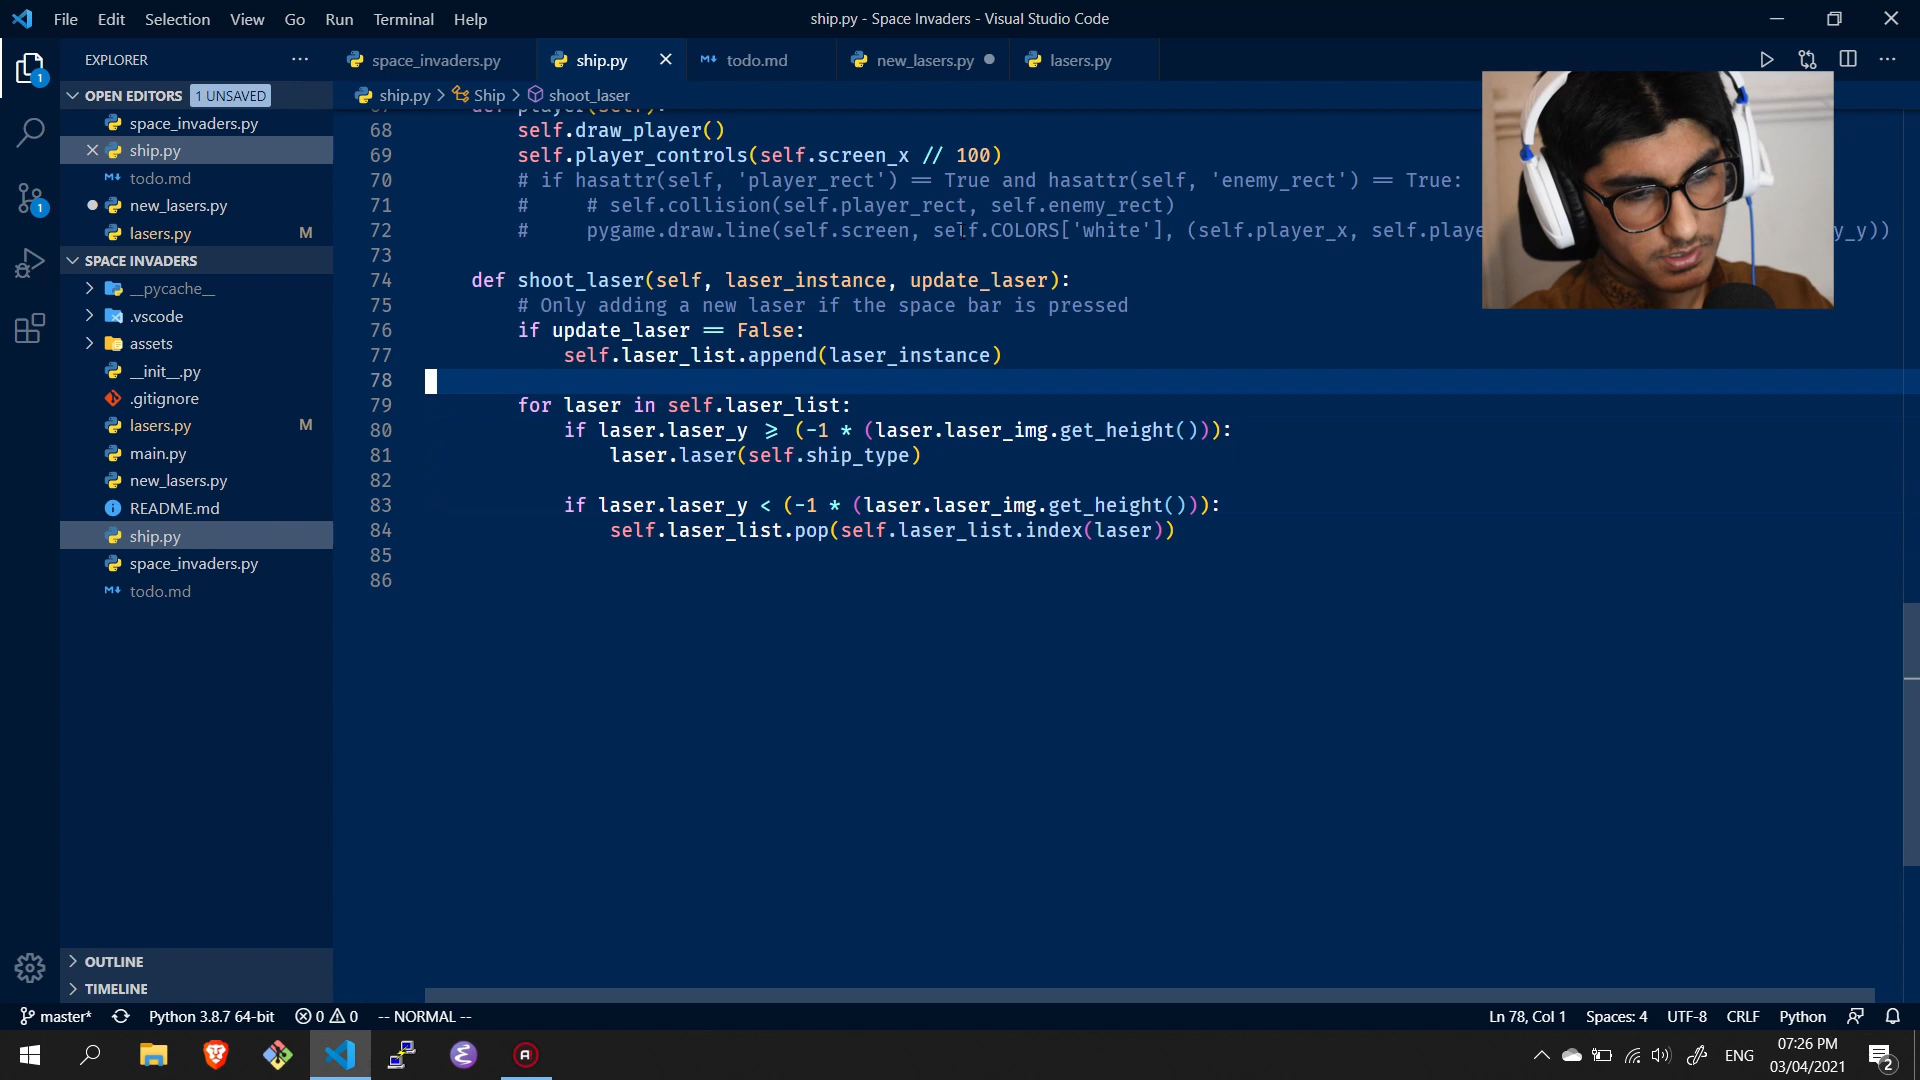 File Edit Selection View Go Run Terminal Help
ship.py - Space Invaders - Visual Studio Code
EXPLORER
OPEN EDITORS 1 UNSAVED
space_invaders.py
ship.py
todo.md
new_lasers.py
lasers.py M
SPACE INVADERS
__pycache__
.vscode
assets
__init__.py
.gitignore
lasers.py M
main.py
new_lasers.py
README.md
ship.py
space_invaders.py
todo.md
OUTLINE
TIMELINE
space_invaders.py ship.py todo.md new_lasers.py lasers.py
ship.py > Ship > shoot_laser
67 def player(self):
68 self.draw_player()
69 self.player_controls(self.screen_x // 100)
70 # if hasattr(self, 'player_rect') == True and hasattr(self, 'enemy_rect') == True:
71 # # self.collision(self.player_rect, self.enemy_rect)
72 # pygame.draw.line(self.screen, self.COLORS['white'], (self.player_x, self.playe y_y))
73
74 def shoot_laser(self, laser_instance, update_laser):
75 # Only adding a new laser if the space bar is pressed
76 if update_laser == False:
77 self.laser_list.append(laser_instance)
78
79 for laser in self.laser_list:
80 if laser.laser_y >= (-1 * (laser.laser_img.get_height())):
81 laser.laser(self.ship_type)
82
83 if laser.laser_y < (-1 * (laser.laser_img.get_height())):
84 self.laser_list.pop(self.laser_list.index(laser))
85
86
master* Python 3.8.7 64-bit 0 0 -- NORMAL --
Ln 78, Col 1 Spaces: 4 UTF-8 CRLF Python
ENG
07:26 PM
03/04/2021
2